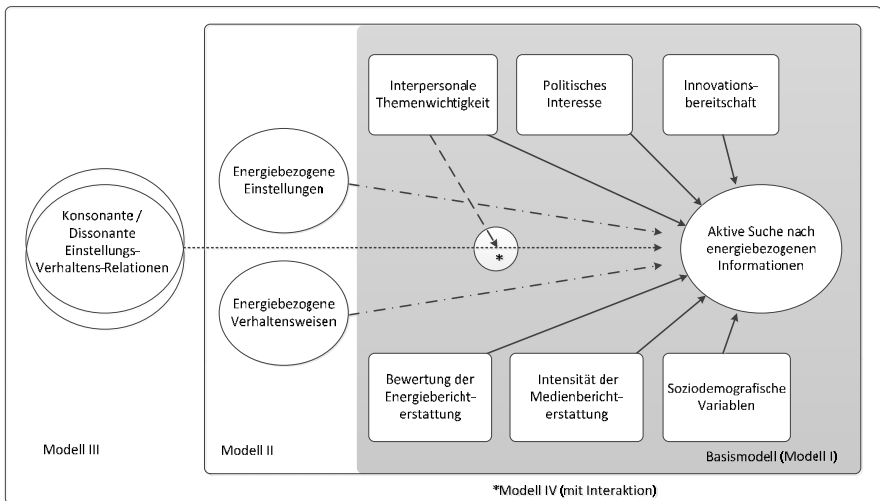 Interpersonale
Themenwichtigkeit
Politisches
Interesse
Innovations-
bereitschaft
Energiebezogene
Einstellungen
Konsonante /
Dissonante
Einstellungs-
Verhaltens-Relationen
*
Aktive Suche nach
energiebezogenen
Informationen
Energiebezogene
Verhaltensweisen
Bewertung der
Energiebericht-
erstattung
Intensität der
Medienbericht-
erstattung
Soziodemografische
Variablen
Modell III
Modell II
Basismodell (Modell I)
*Modell IV (mit Interaktion)